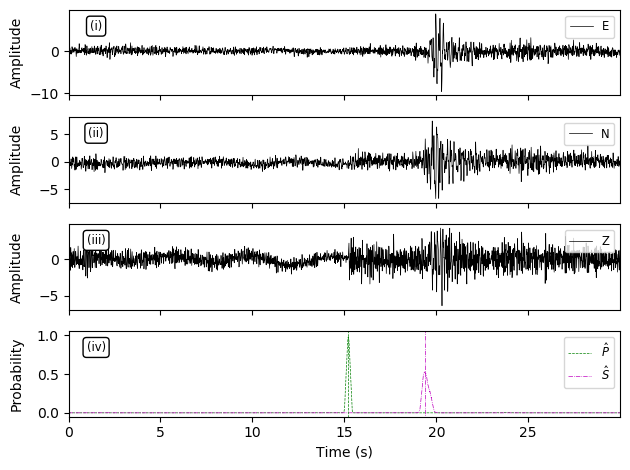 (i)
E
Amplitude
0
−10
(ii)
N
Amplitude
5
0
−5
(iii)
Z
Amplitude
0
−5
(iv)
P̂
Ŝ
Probability
1.0
0.5
0.0
0 5 10 15 20 25
Time (s)